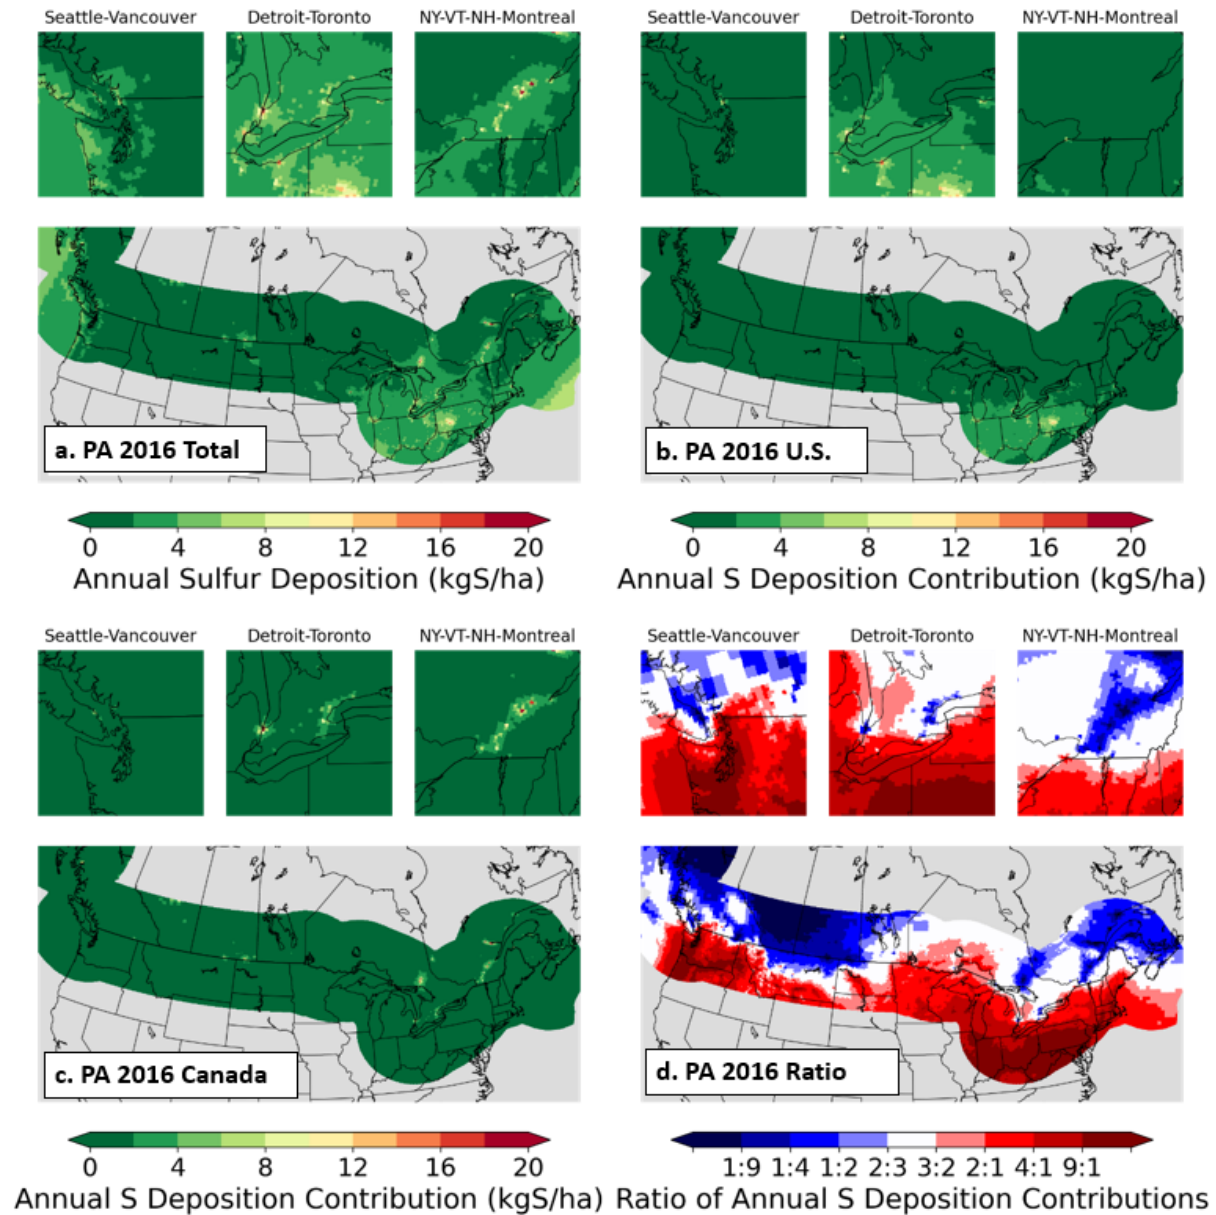 Seattle-Vancouver Detroit-Toronto NY-VT-NH-Montreal Seattle-Vancouver Detroit-Toronto NY-VT-NH-Montreal
a. PA 2016 Total
b. PA 2016 U.S.
0 4 8 12 16 20
0 4 8 12 16 20
Annual Sulfur Deposition (kgS/ha)
Annual S Deposition Contribution (kgS/ha)
Seattle-Vancouver Detroit-Toronto NY-VT-NH-Montreal Seattle-Vancouver Detroit-Toronto NY-VT-NH-Montreal
c. PA 2016 Canada
d. PA 2016 Ratio
0 4 8 12 16 20
1:9 1:4 1:2 2:3 3:2 2:1 4:1 9:1
Annual S Deposition Contribution (kgS/ha)
Ratio of Annual S Deposition Contributions